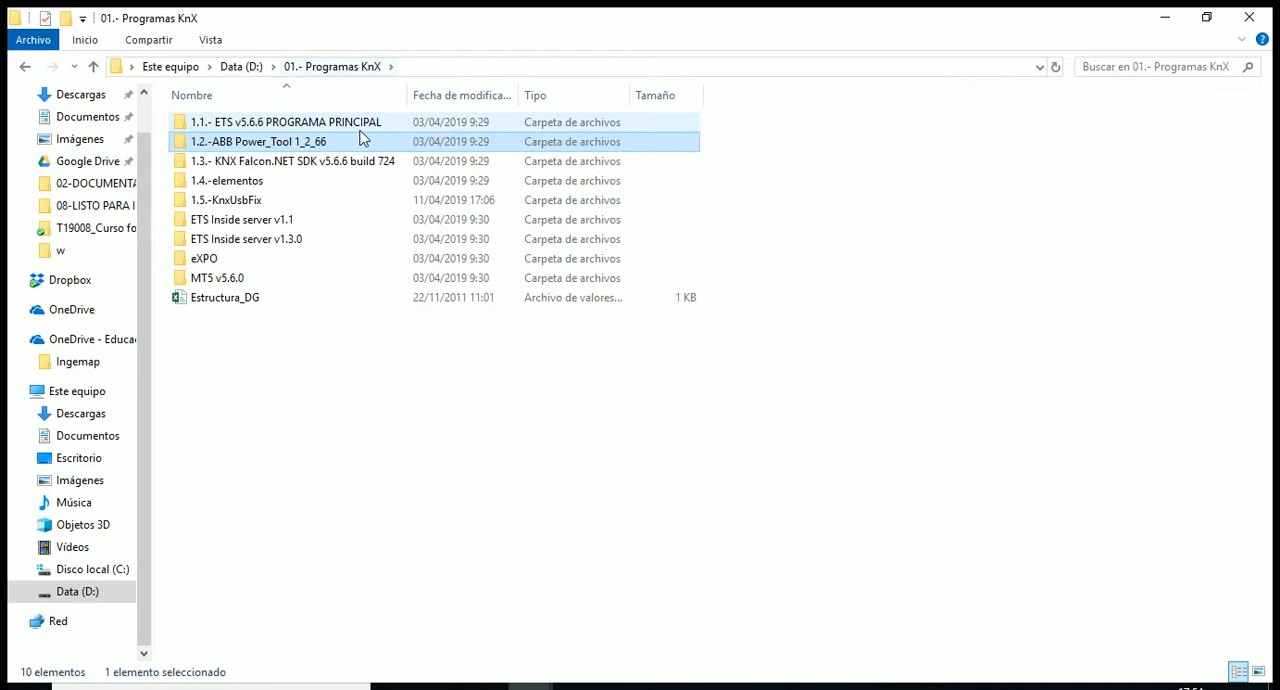 01.- Programas KnX
Archivo Inicio Compartir Vista
Este equipo Data (D:) 01.- Programas KnX Buscar en 01.- Programas KnX
Nombre Fecha de modifica... Tipo Tamaño
1.1.- ETS v5.6.6 PROGRAMA PRINCIPAL 03/04/2019 9:29 Carpeta de archivos
1.2.-ABB Power_Tool 1_2_66 03/04/2019 9:29 Carpeta de archivos
1.3.- KNX Falcon.NET SDK v5.6.6 build 724 03/04/2019 9:29 Carpeta de archivos
1.4.-elementos 03/04/2019 9:29 Carpeta de archivos
1.5.-KnxUsbFix 11/04/2019 17:06 Carpeta de archivos
ETS Inside server v1.1 03/04/2019 9:30 Carpeta de archivos
ETS Inside server v1.3.0 03/04/2019 9:30 Carpeta de archivos
eXPO 03/04/2019 9:30 Carpeta de archivos
MT5 v5.6.0 03/04/2019 9:30 Carpeta de archivos
Estructura_DG 22/11/2011 11:01 Archivo de valores... 1 KB
Descargas
Documentos
Imágenes
Google Drive
02-DOCUMENTA
08-LISTO PARA I
T19008_Curso fo
w
Dropbox
OneDrive
OneDrive - Educa
Ingemap
Este equipo
Descargas
Documentos
Escritorio
Imágenes
Música
Objetos 3D
Vídeos
Disco local (C:)
Data (D:)
Red
10 elementos 1 elemento seleccionado